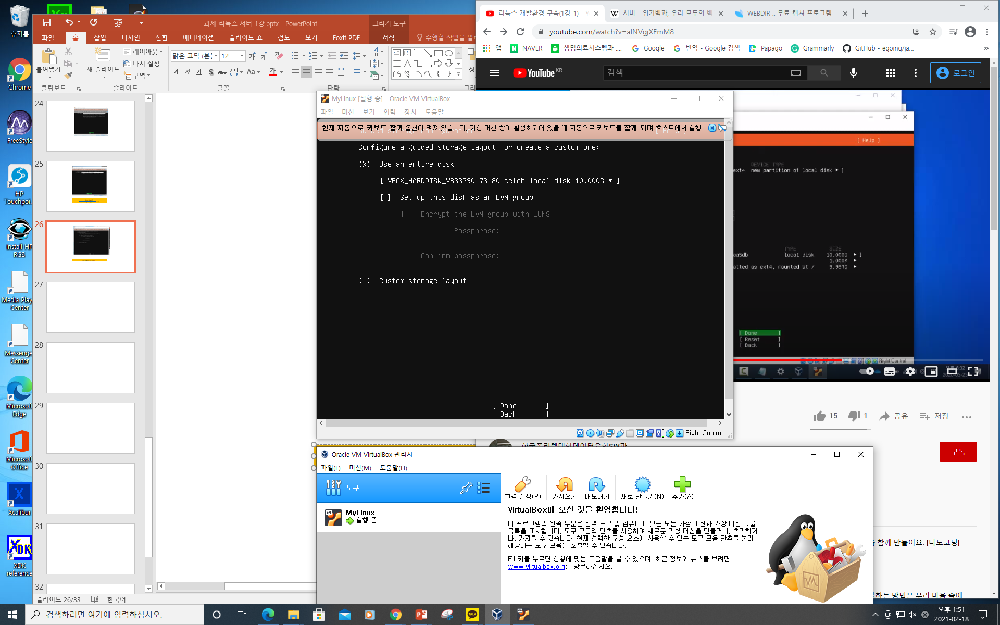 휴지통
Chrome
FreeStyle
HP
Touchpoi..
Install HP
RGS
Media Play
Center
Messenge
Center
Microsoft
Edge
Microsoft
Office
Xcalibur
XDK
reference
과제_리눅스 서버_1강.pptx - PowerPoint
그리기 도구
파일 홈 삽입 디자인 전환 애니메이션 슬라이드 쇼 검토 보기 Foxit PDF 서식 수행할 작업을 알
붙여넣기
새 슬라이드
레이아웃
다시 설정
구역
맑은 고딕 (본 12
클립보드 슬라이드 글꼴 단락
24
25
26
27
28
29
30
31
32
슬라이드 26/33 한국어
리눅스 개발환경 구축(1강-1) -
서버 - 위키백과, 우리 모두의 백
WEBDIR :: 무료 캡쳐 프로그램 -
youtube.com/watch?v=alNVgjXEmM8
앱 NAVER 생명의료시스템과 :... Google 번역 - Google 검색 Papago Grammarly GitHub - egoing/ja...
YouTube KR
검색
로그인
MyLinux [실행 중] - Oracle VM VirtualBox
파일 머신 보기 입력 장치 도움말
현재 자동으로 키보드 잡기 옵션이 켜져 있습니다. 가상 머신 창이 활성화되어 있을 때 자동으로 키보드를 잡게 되며 호스트에서 실행
Guided storage configuration [ Help ]
Configure a guided storage layout, or create a custom one:
(X) Use an entire disk
[ VBOX_HARDDISK_VB33790f73-80fcefcb local disk 10.000G ▼ ]
[ ] Set up this disk as an LVM group
[ ] Encrypt the LVM group with LUKS
Passphrase:
Confirm passphrase:
( ) Custom storage layout
[ Done ]
[ Back ]
Right Control
[ Help ]
DEVICE TYPE
ext4 new partition of local disk ▸ ]
TYPE SIZE
aa5db local disk 10.000G ▸ ]
1.000M ▸
atted as ext4, mounted at / 9.997G ▸
[ Done ]
[ Reset ]
[ Back ]
Right Control
15
1
공유
저장
구독
Oracle VM VirtualBox 관리자
파일(F) 머신(M) 도움말(H)
도구
MyLinux
실행 중
환경 설정(P) 가져오기 내보내기 새로 만들기(N) 추가(A)
VirtualBox에 오신 것을 환영합니다!
이 프로그램의 왼쪽 부분은 전역 도구 및 컴퓨터에 있는 모든 가상 머신과 가상 머신 그룹
목록을 표시합니다. 도구 모음의 단추를 사용하여 새로운 가상 머신을 만들거나, 추가하거
나, 가져올 수 있습니다. 현재 선택한 구성 요소에 사용할 수 있는 도구 모음 단추를 눌러
해당하는 도구 모음을 호출할 수 있습니다.
F1 키를 누르면 상황에 맞는 도움말을 볼 수 있으며, 최근 정보와 뉴스를 보려면
www.virtualbox.org를 방문하십시오.
함께 만들어요. [나도코딩]
하는 방법은 우리 마음 속에
검색하려면 여기에 입력하십시오.
오후 1:51
2021-02-18